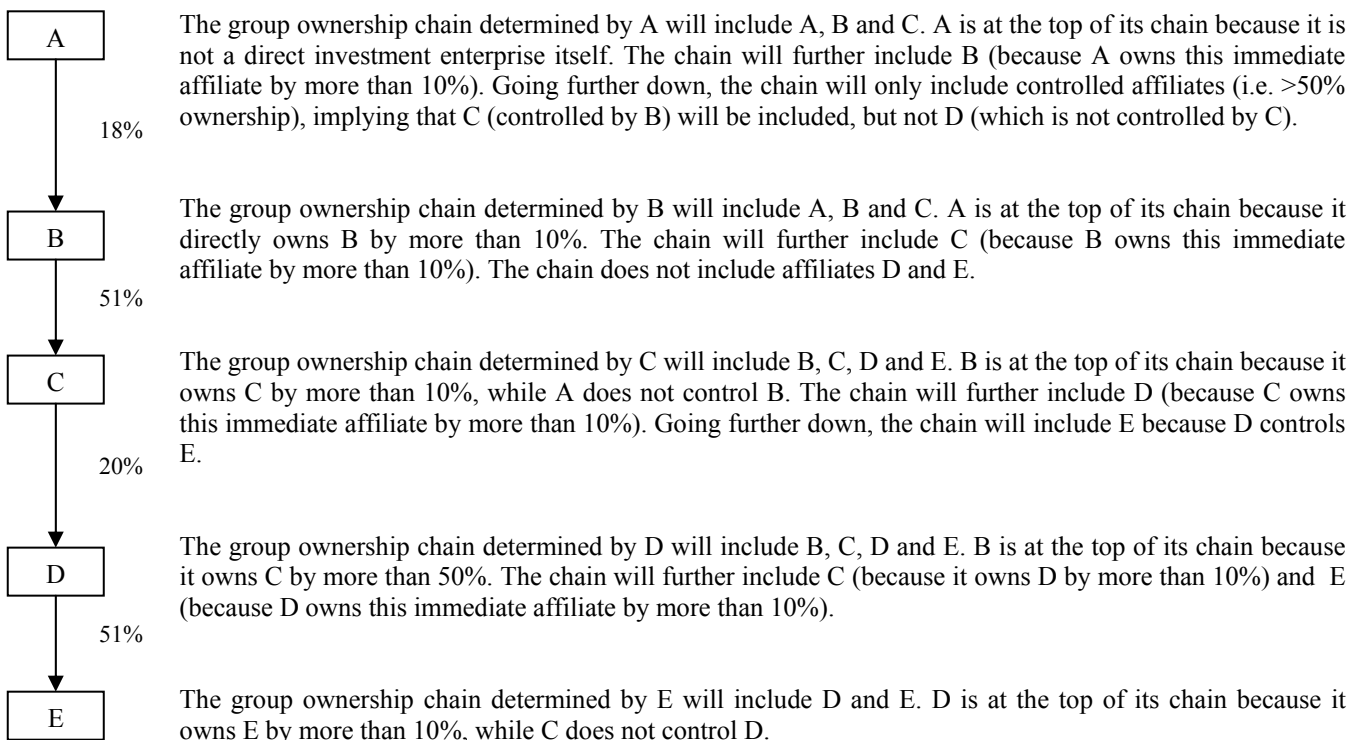 A
The group ownership chain determined by A will include A, B and C. A is at the top of its chain because it is
not a direct investment enterprise itself. The chain will further include B (because A owns this immediate
affiliate by more than 10%). Going further down, the chain will only include controlled affiliates (i.e. >50%
ownership), implying that C (controlled by B) will be included, but not D (which is not controlled by C).
18%
B
The group ownership chain determined by B will include A, B and C. A is at the top of its chain because it
directly owns B by more than 10%. The chain will further include C (because B owns this immediate
affiliate by more than 10%). The chain does not include affiliates D and E.
51%
C
The group ownership chain determined by C will include B, C, D and E. B is at the top of its chain because it
owns C by more than 10%, while A does not control B. The chain will further include D (because C owns
this immediate affiliate by more than 10%). Going further down, the chain will include E because D controls
E.
20%
D
The group ownership chain determined by D will include B, C, D and E. B is at the top of its chain because
it owns C by more than 50%. The chain will further include C (because it owns D by more than 10%) and E
(because D owns this immediate affiliate by more than 10%).
51%
E
The group ownership chain determined by E will include D and E. D is at the top of its chain because it
owns E by more than 10%, while C does not control D.